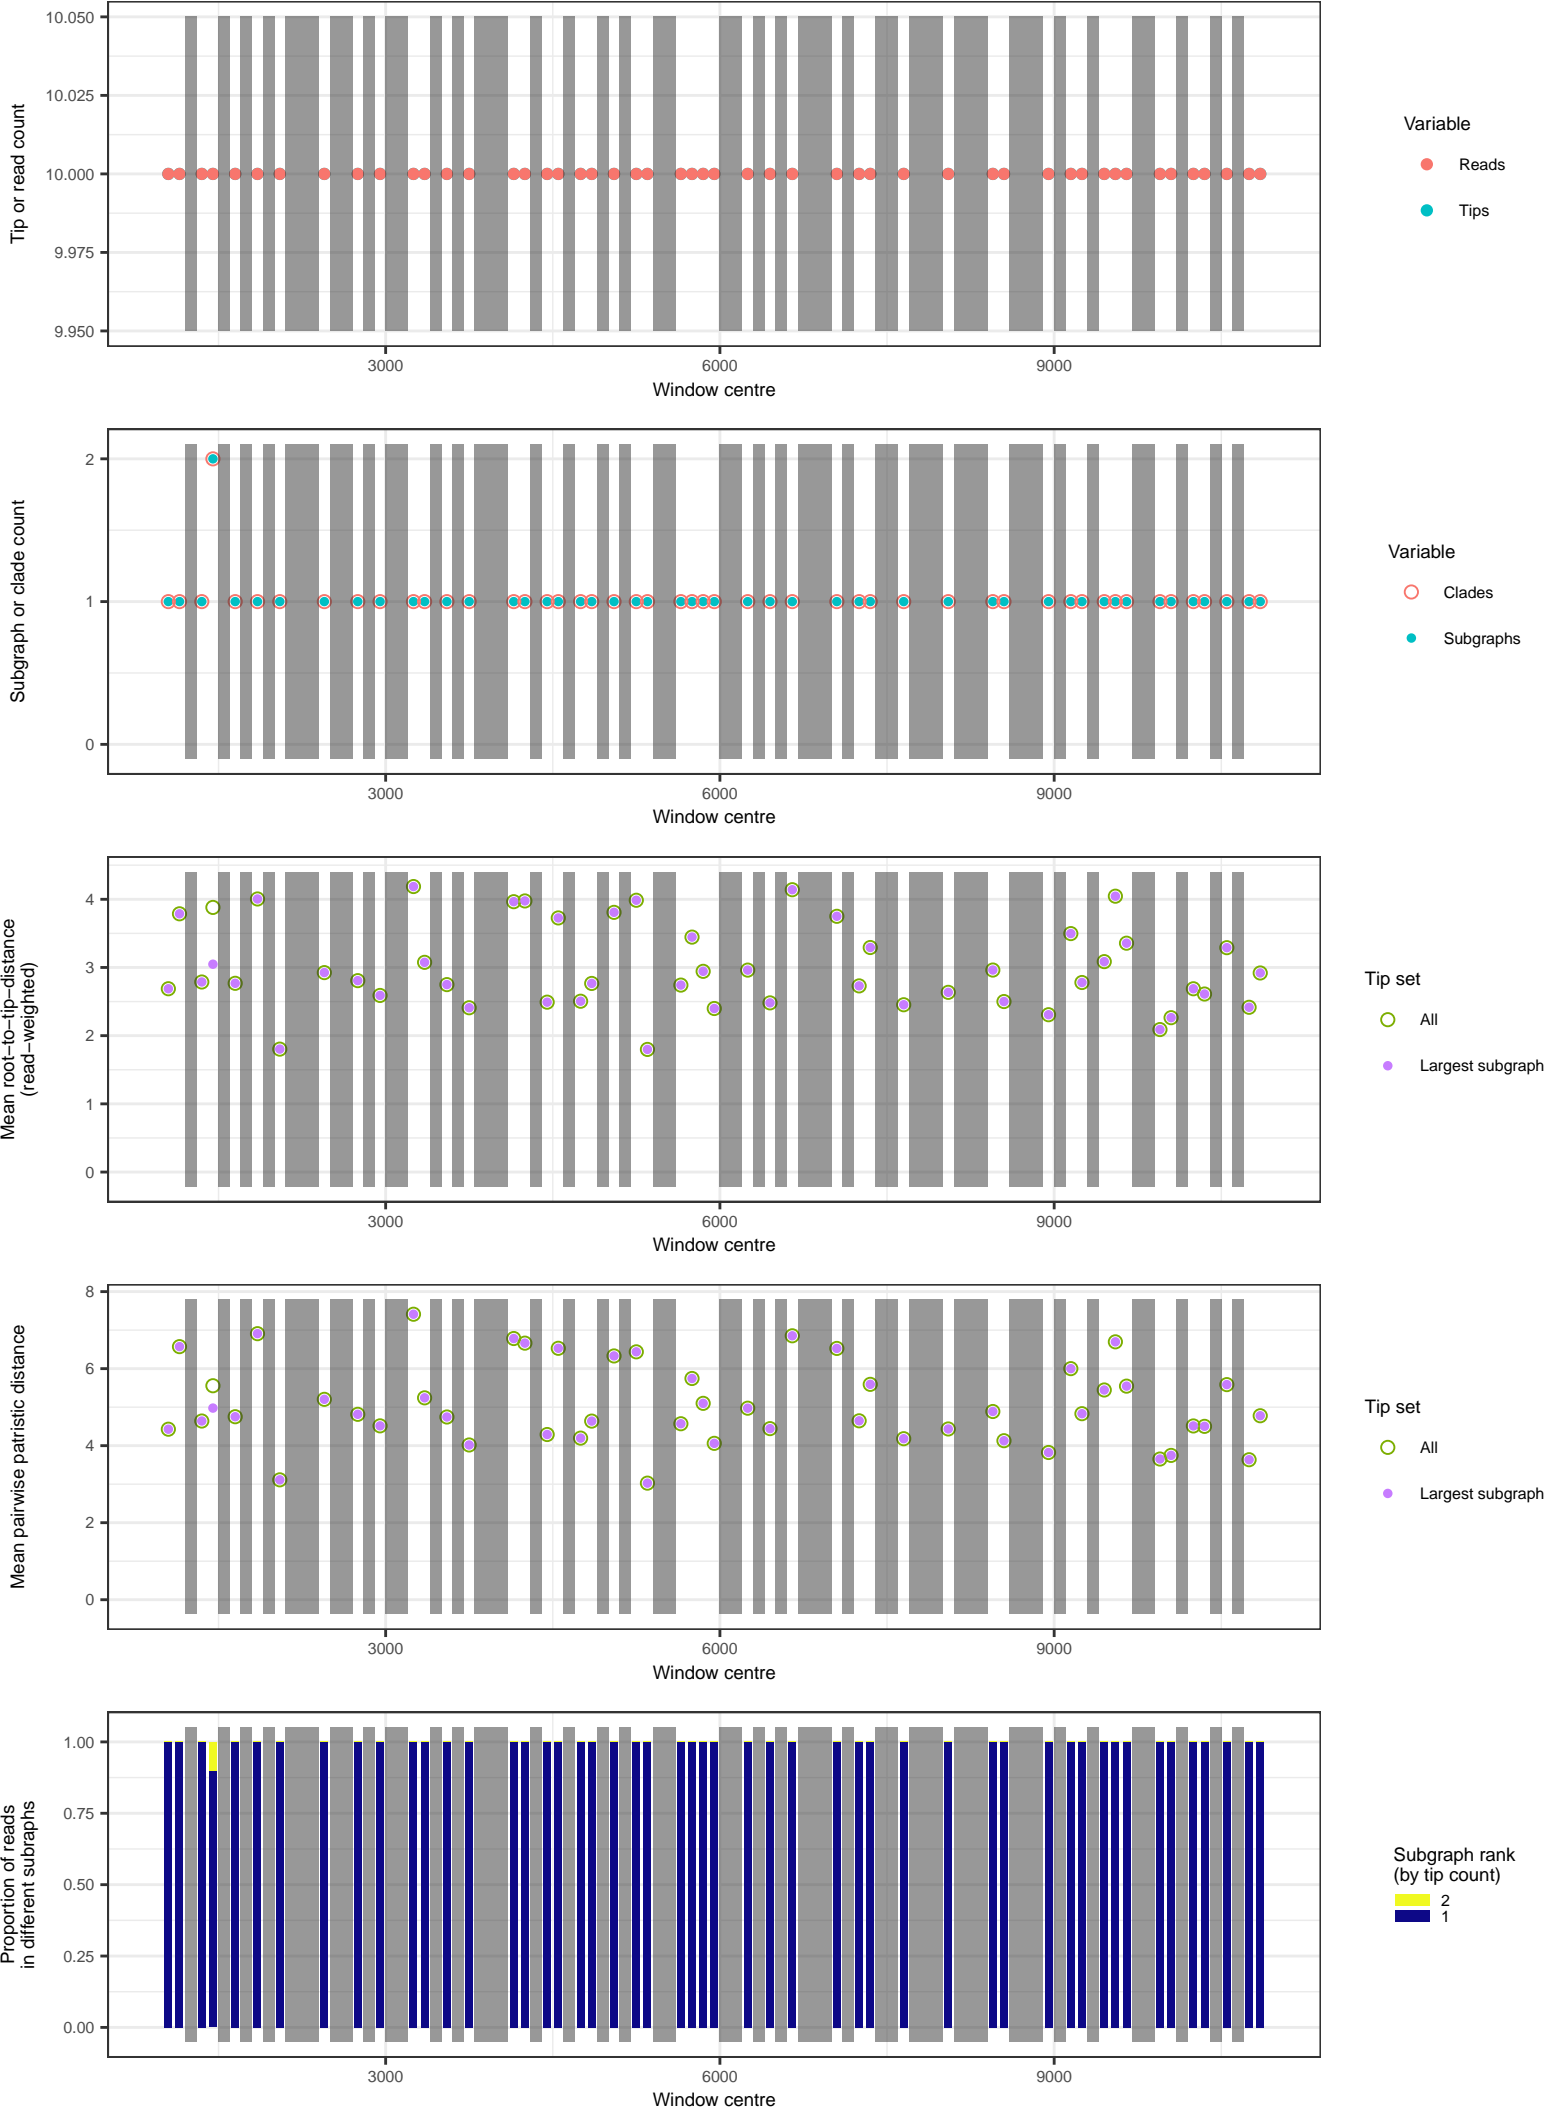 10.050
10.025
10.000
9.975
9.950
Tip or read count
3000
6000
9000
Window centre
Variable
Reads
Tips
2
1
0
Subgraph or clade count
3000
6000
9000
Window centre
Variable
Clades
Subgraphs
4
3
2
1
0
Mean root−to−tip−distance
(read−weighted)
3000
6000
9000
Window centre
Tip set
All
Largest subgraph
8
6
4
2
0
Mean pairwise patristic distance
3000
6000
9000
Window centre
Tip set
All
Largest subgraph
1.00
0.75
0.50
0.25
0.00
Proportion of reads
in different subraphs
3000
6000
9000
Window centre
Subgraph rank
(by tip count)
2
1